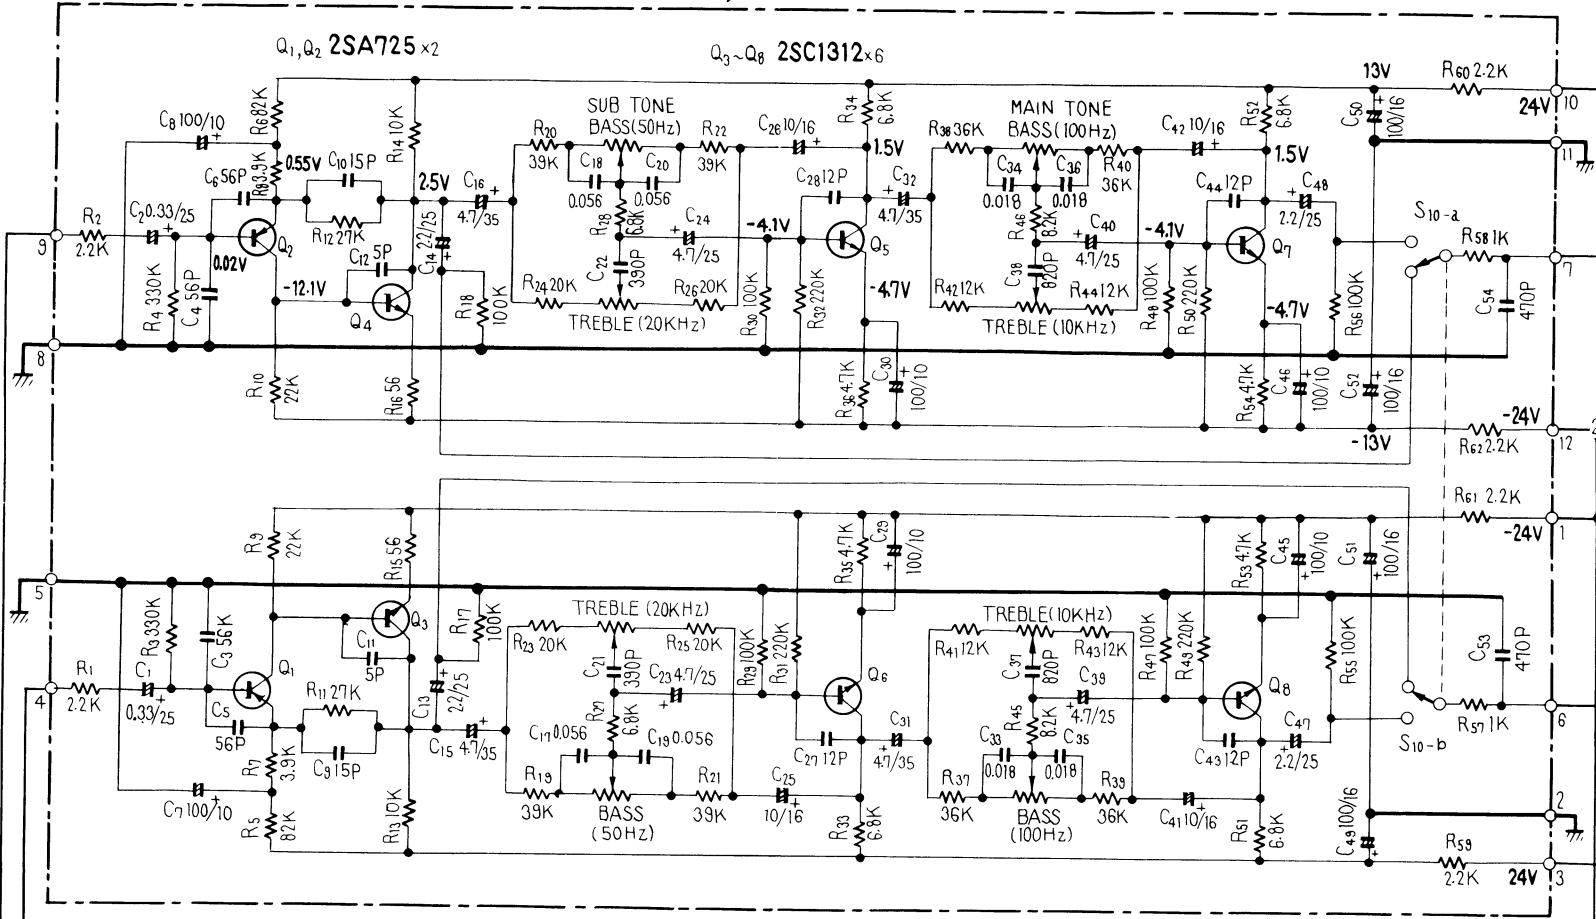 Q1,Q2 2SA725×2
Q3~Q8 2SC1312×6
13V
R60 2.2K
24V 10
C8 100/10
R6 82K
R14 10K
SUB TONE
BASS(50Hz)
R20
39K
R22
39K
C26 10/16
R34
6.8K
MAIN TONE
BASS(100Hz)
R38 36K
R40
36K
C42 10/16
R52
6.8K
C50
100/16
11
R8 3.9K
0.55V
C10 15P
C18
0.056
C20
0.056
1.5V
C34
0.018
C36
0.018
1.5V
C6 56P
2.5V
C16
4.7/35
C28 12P
C32
4.7/35
C44 12P
C48
2.2/25
S10-a
R2
2.2K
C2 0.33/25
9
Q2
R12 27K
0.02V
C14 2.2/25
R28
6.8K
C24
4.7/25
-4.1V
Q5
R46
8.2K
C40
4.7/25
-4.1V
Q7
R58 1K
7
R4 330K
C4 56P
C12 5P
-12.1V
Q4
R18
100K
C22
390P
R24 20K
R26 20K
TREBLE(20KHz)
R30 100K
R32 220K
-4.7V
C38
820P
R42 12K
R44 12K
TREBLE(10KHz)
R48 100K
R50 220K
-4.7V
R56 100K
C54
470P
8
R10
22K
R16 56
R36 4.7K
C30
100/10
R54 4.7K
C46
100/10
C52
100/16
-24V
-13V
R62 2.2K
12
2
R9
22K
R15 56
R35 4.7K
C29
100/10
R53 4.7K
C45
100/10
C51
100/16
R61 2.2K
-24V
1
5
R3 330K
C3 56K
Q3
C11
5P
R17
100K
TREBLE(20KHz)
R23 20K
R25 20K
C21
390P
R29 100K
R31 220K
TREBLE(10KHz)
R41 12K
R43 12K
C37
820P
R47 100K
R49 220K
R55 100K
C53
470P
4
R1
2.2K
C1
0.33/25
Q1
R11 27K
C5
56P
C9 15P
C13
2.2/25
C15 4.7/35
R27
6.8K
C23 4.7/25
Q6
C31
4.7/35
C27 12P
R45
8.2K
C39
4.7/25
Q8
C43 12P
C47
2.2/25
R57 1K
6
S10-b
R7
3.9K
C7 100/10
R5
82K
R13 10K
C17 0.056
C19 0.056
R19
39K
R21
39K
BASS
(50Hz)
C25
10/16
R33
6.8K
C33
0.018
C35
0.018
R37
36K
R39
36K
BASS
(100Hz)
C41 10/16
R51
6.8K
C49 100/16
2
R59
2.2K
24V
3